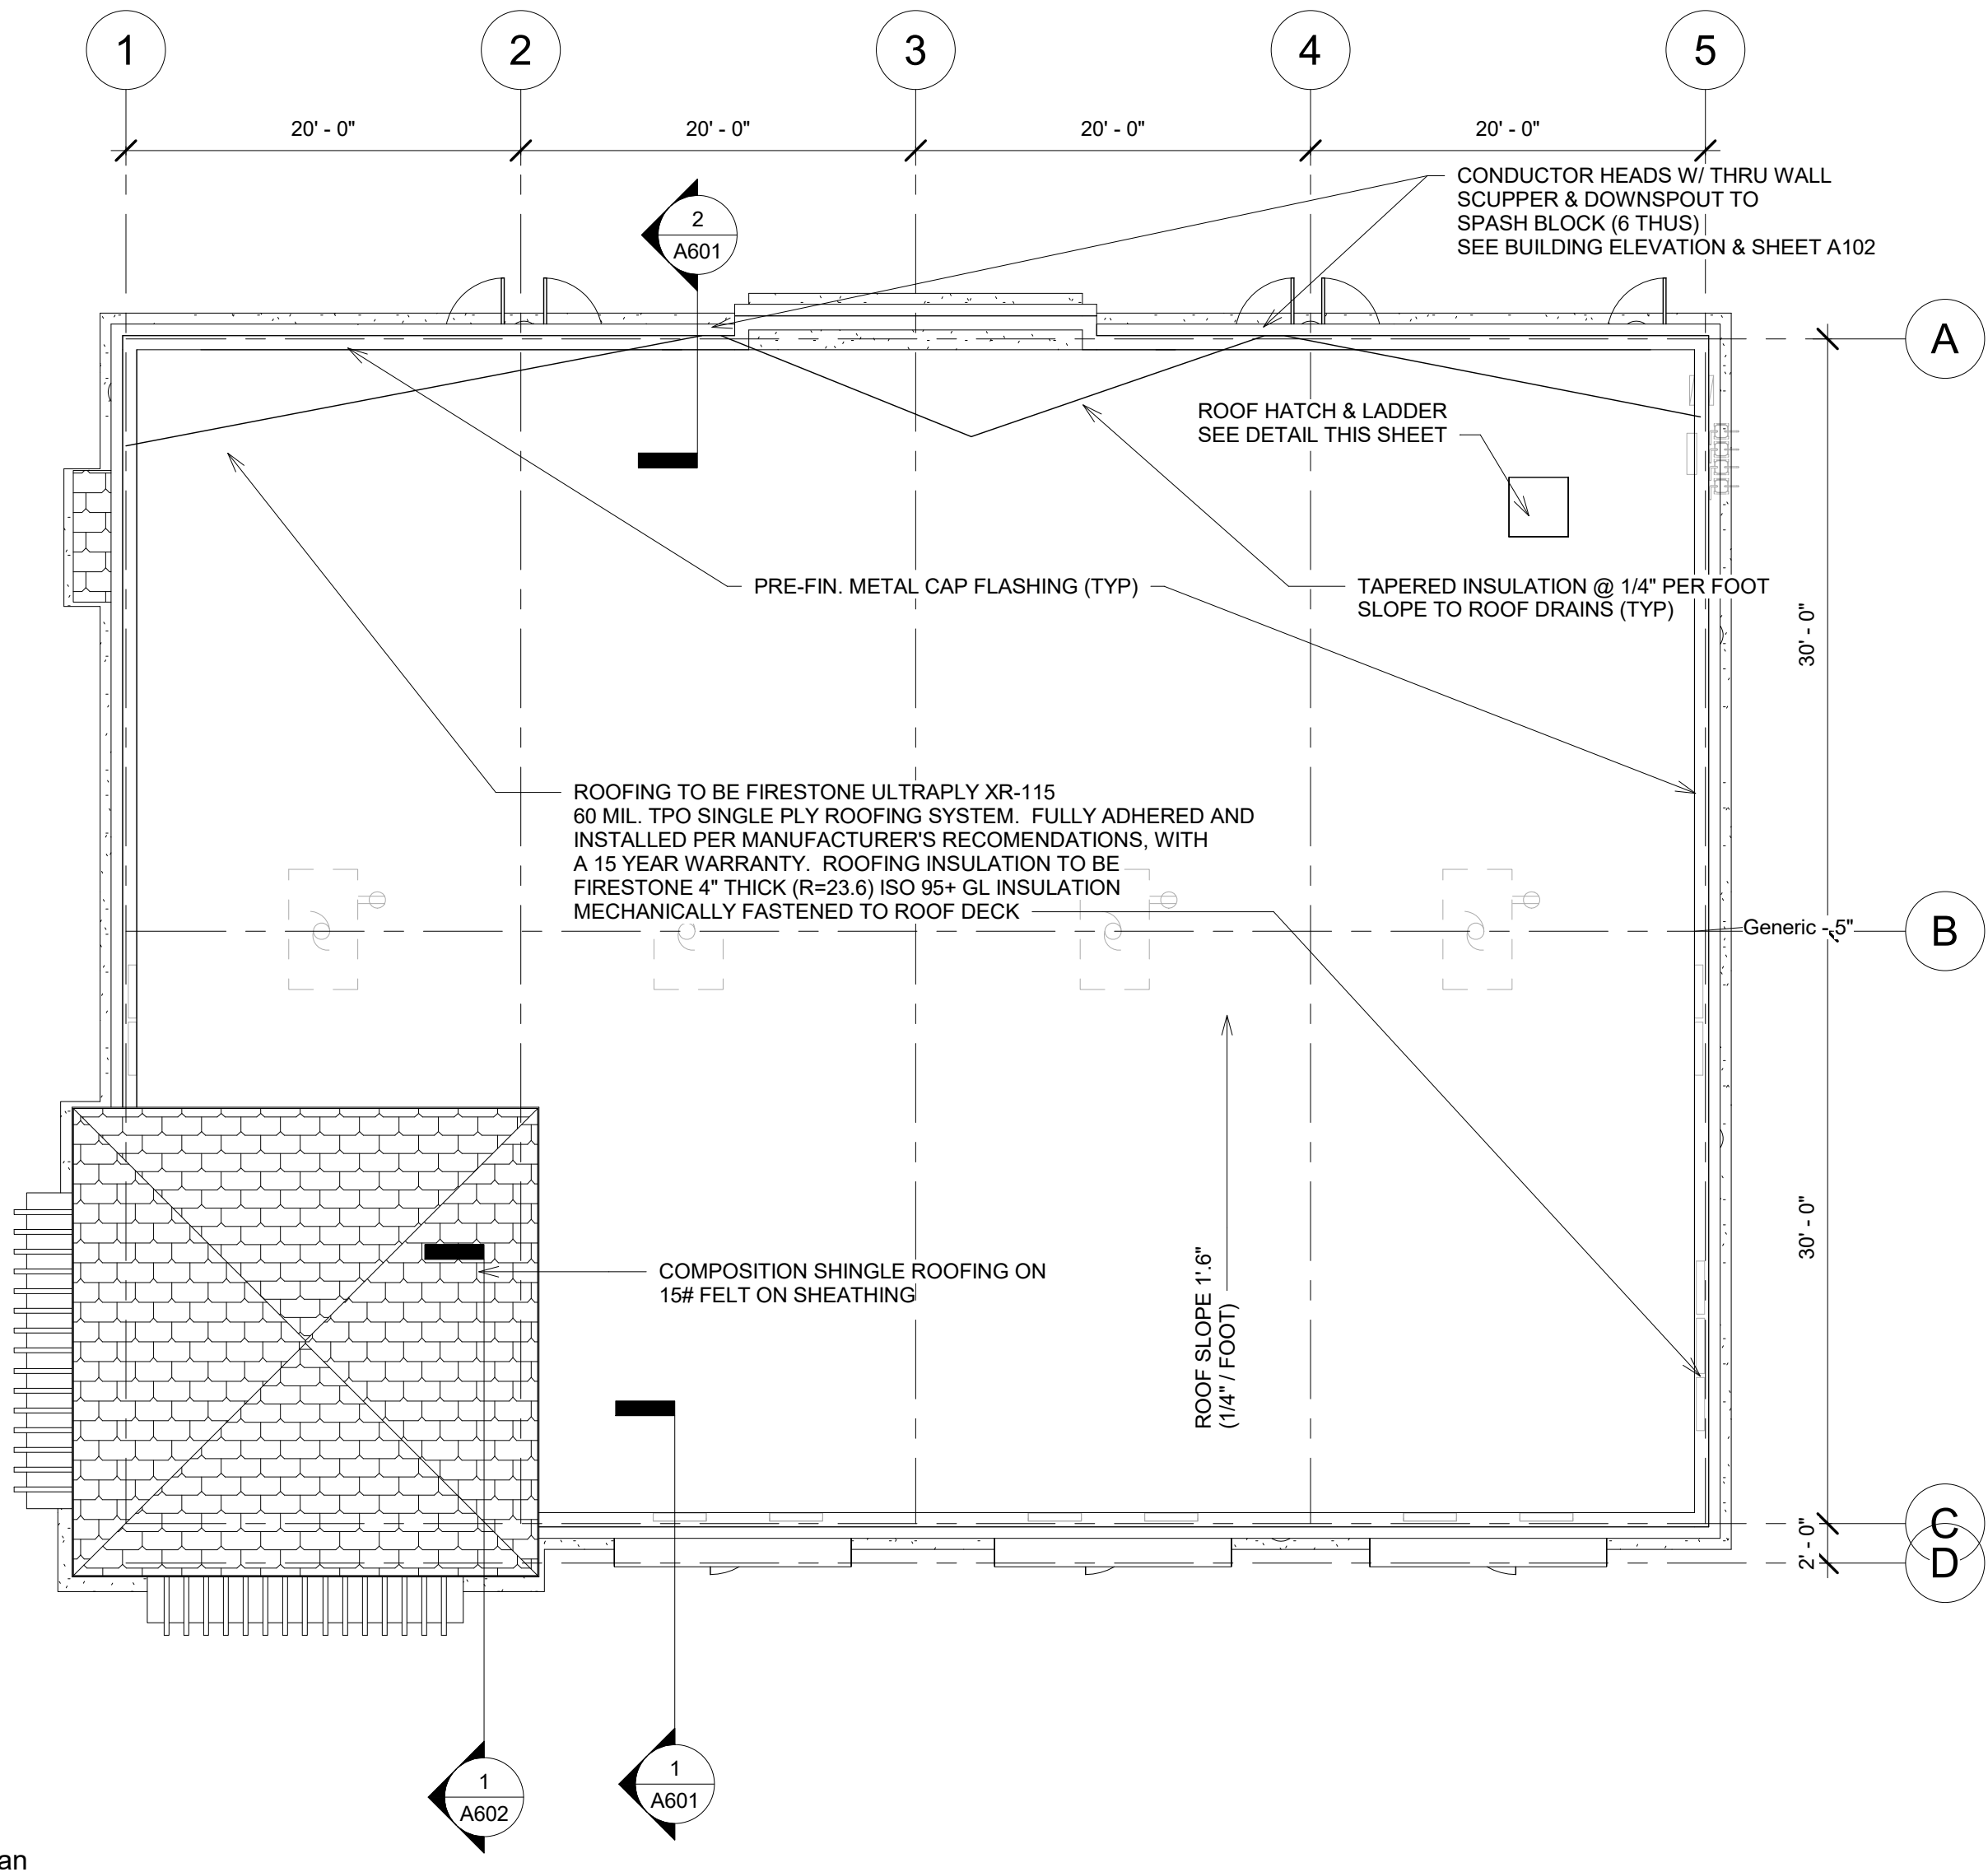 1
2
3
4
5
20' - 0"
20' - 0"
20' - 0"
20' - 0"
CONDUCTOR HEADS W/ THRU WALL
SCUPPER & DOWNSPOUT TO
SPASH BLOCK (6 THUS)
SEE BUILDING ELEVATION & SHEET A102
2
A601
A
ROOF HATCH & LADDER
SEE DETAIL THIS SHEET
PRE-FIN. METAL CAP FLASHING (TYP)
TAPERED INSULATION @ 1/4" PER FOOT
SLOPE TO ROOF DRAINS (TYP)
30' - 0"
ROOFING TO BE FIRESTONE ULTRAPLY XR-115
60 MIL. TPO SINGLE PLY ROOFING SYSTEM. FULLY ADHERED AND
INSTALLED PER MANUFACTURER'S RECOMENDATIONS, WITH
A 15 YEAR WARRANTY. ROOFING INSULATION TO BE
FIRESTONE 4" THICK (R=23.6) ISO 95+ GL INSULATION
MECHANICALLY FASTENED TO ROOF DECK
Generic - .5"
B
30' - 0"
COMPOSITION SHINGLE ROOFING ON
15# FELT ON SHEATHING
ROOF SLOPE 1'.6"
(1/4" / FOOT)
C
2' - 0"
D
1
A602
1
A601
an